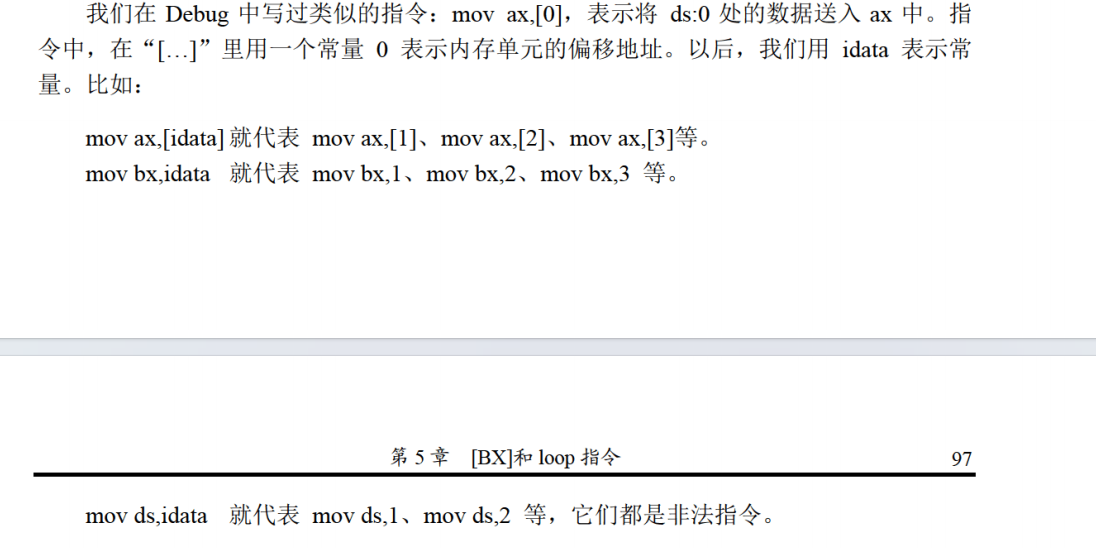 我们在 Debug 中写过类似的指令：mov ax,[0]，表示将 ds:0 处的数据送入 ax 中。指
令中，在“[…]”里用一个常量 0 表示内存单元的偏移地址。以后，我们用 idata 表示常
量。比如：
mov ax,[idata]就代表 mov ax,[1]、mov ax,[2]、mov ax,[3]等。
mov bx,idata 就代表 mov bx,1、mov bx,2、mov bx,3 等。
第 5 章 [BX]和 loop 指令 97
mov ds,idata 就代表 mov ds,1、mov ds,2 等，它们都是非法指令。